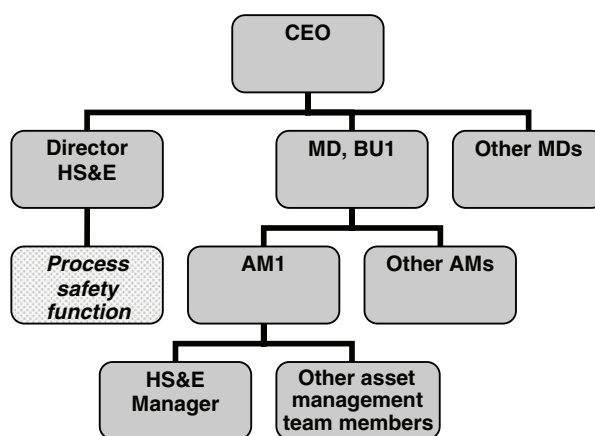 CEO
Director
HS&E
MD, BU1
Other MDs
Process
safety
function
AM1
Other AMs
HS&E
Manager
Other asset
management
team members